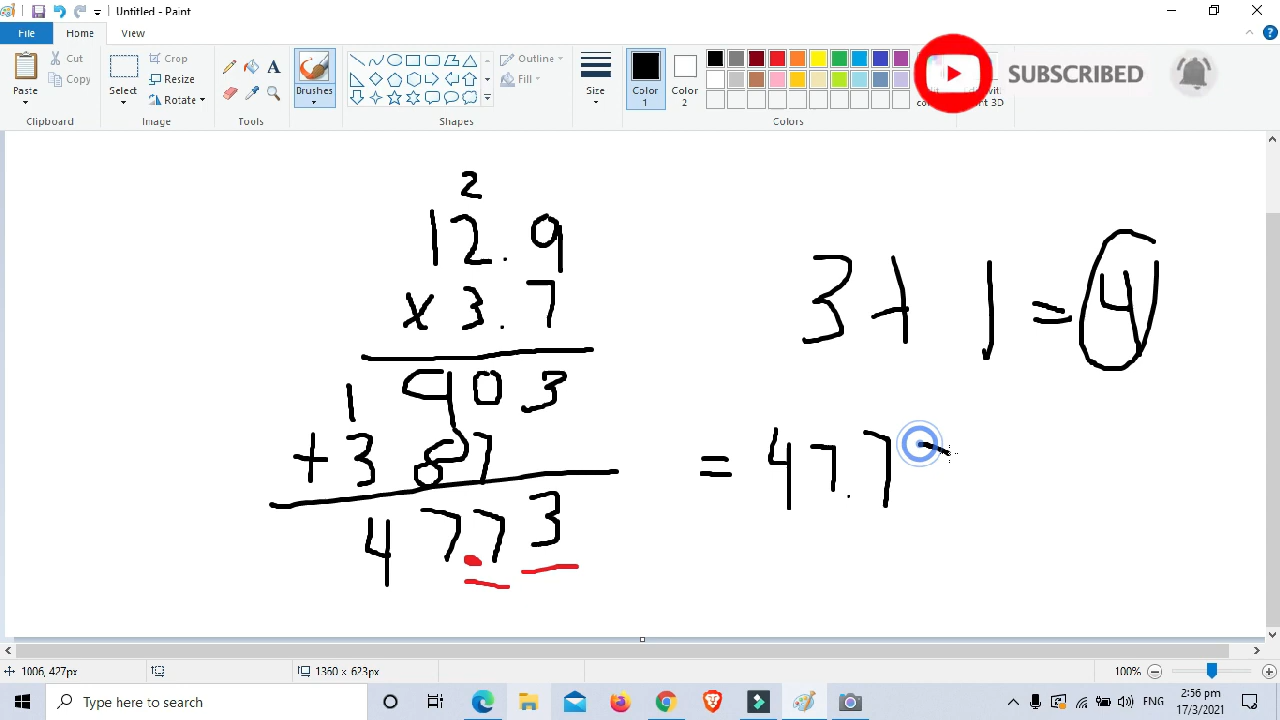 Untitled - Paint
File Home View
Paste Cut Copy Clipboard
Select Crop Resize Rotate Image
Tools
Brushes
Outline Fill Shapes
Size
Color 1 Color 2 Colors
SUBSCRIBED
2
12.9
x 3.7
1 903
+ 3 87
4773
3 + 1 = 4
= 47.7
1006, 427px
1360 × 623px
100%
Type here to search
ENG
2:56 pm
17/3/2021